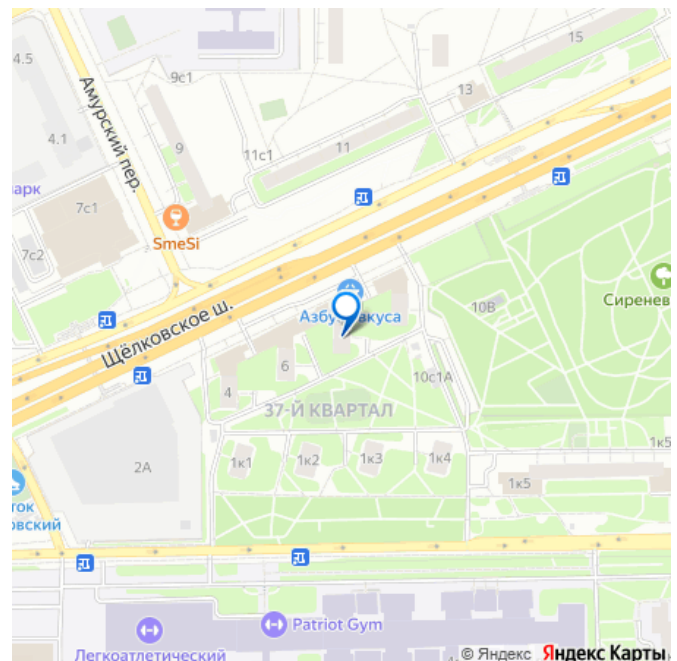 15
4.5
9с1
13
Амурский пер.
4.1
9
11с1
11
парк
7с1
SmeSi
7с2
Сиренев
10В
Азбу вкуса
Щёлковское ш.
6
4
10с1А
37-Й КВАРТАЛ
1к1
1к2
1к3
1к4
1к5
2А
1к5
ток
овский
Patriot Gym
Легкоатлетический
© Яндекс Яндекс Карты